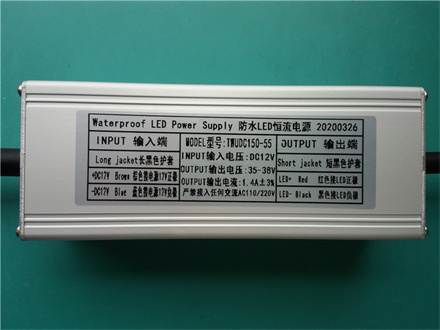 Waterproof LED Power Supply 防水LED恒流电源 20200326
INPUT 输入端
Long jacket长黑色护套
+DC17V Brown 棕色接电源17V正极
-DC17V Blue 蓝色接电源17V负极
MODEL型号:TWUDC150-55
INPUT输入电压:DC12V
OUTPUT输出电压:35-38V
OUTPUT输出电流:1.4A±3%
严禁接入任何交流AC110/220V
OUTPUT 输出端
Short jacket 短黑色护套
LED+ Red 红色接LED正极
LED- Black 黑色接LED负极